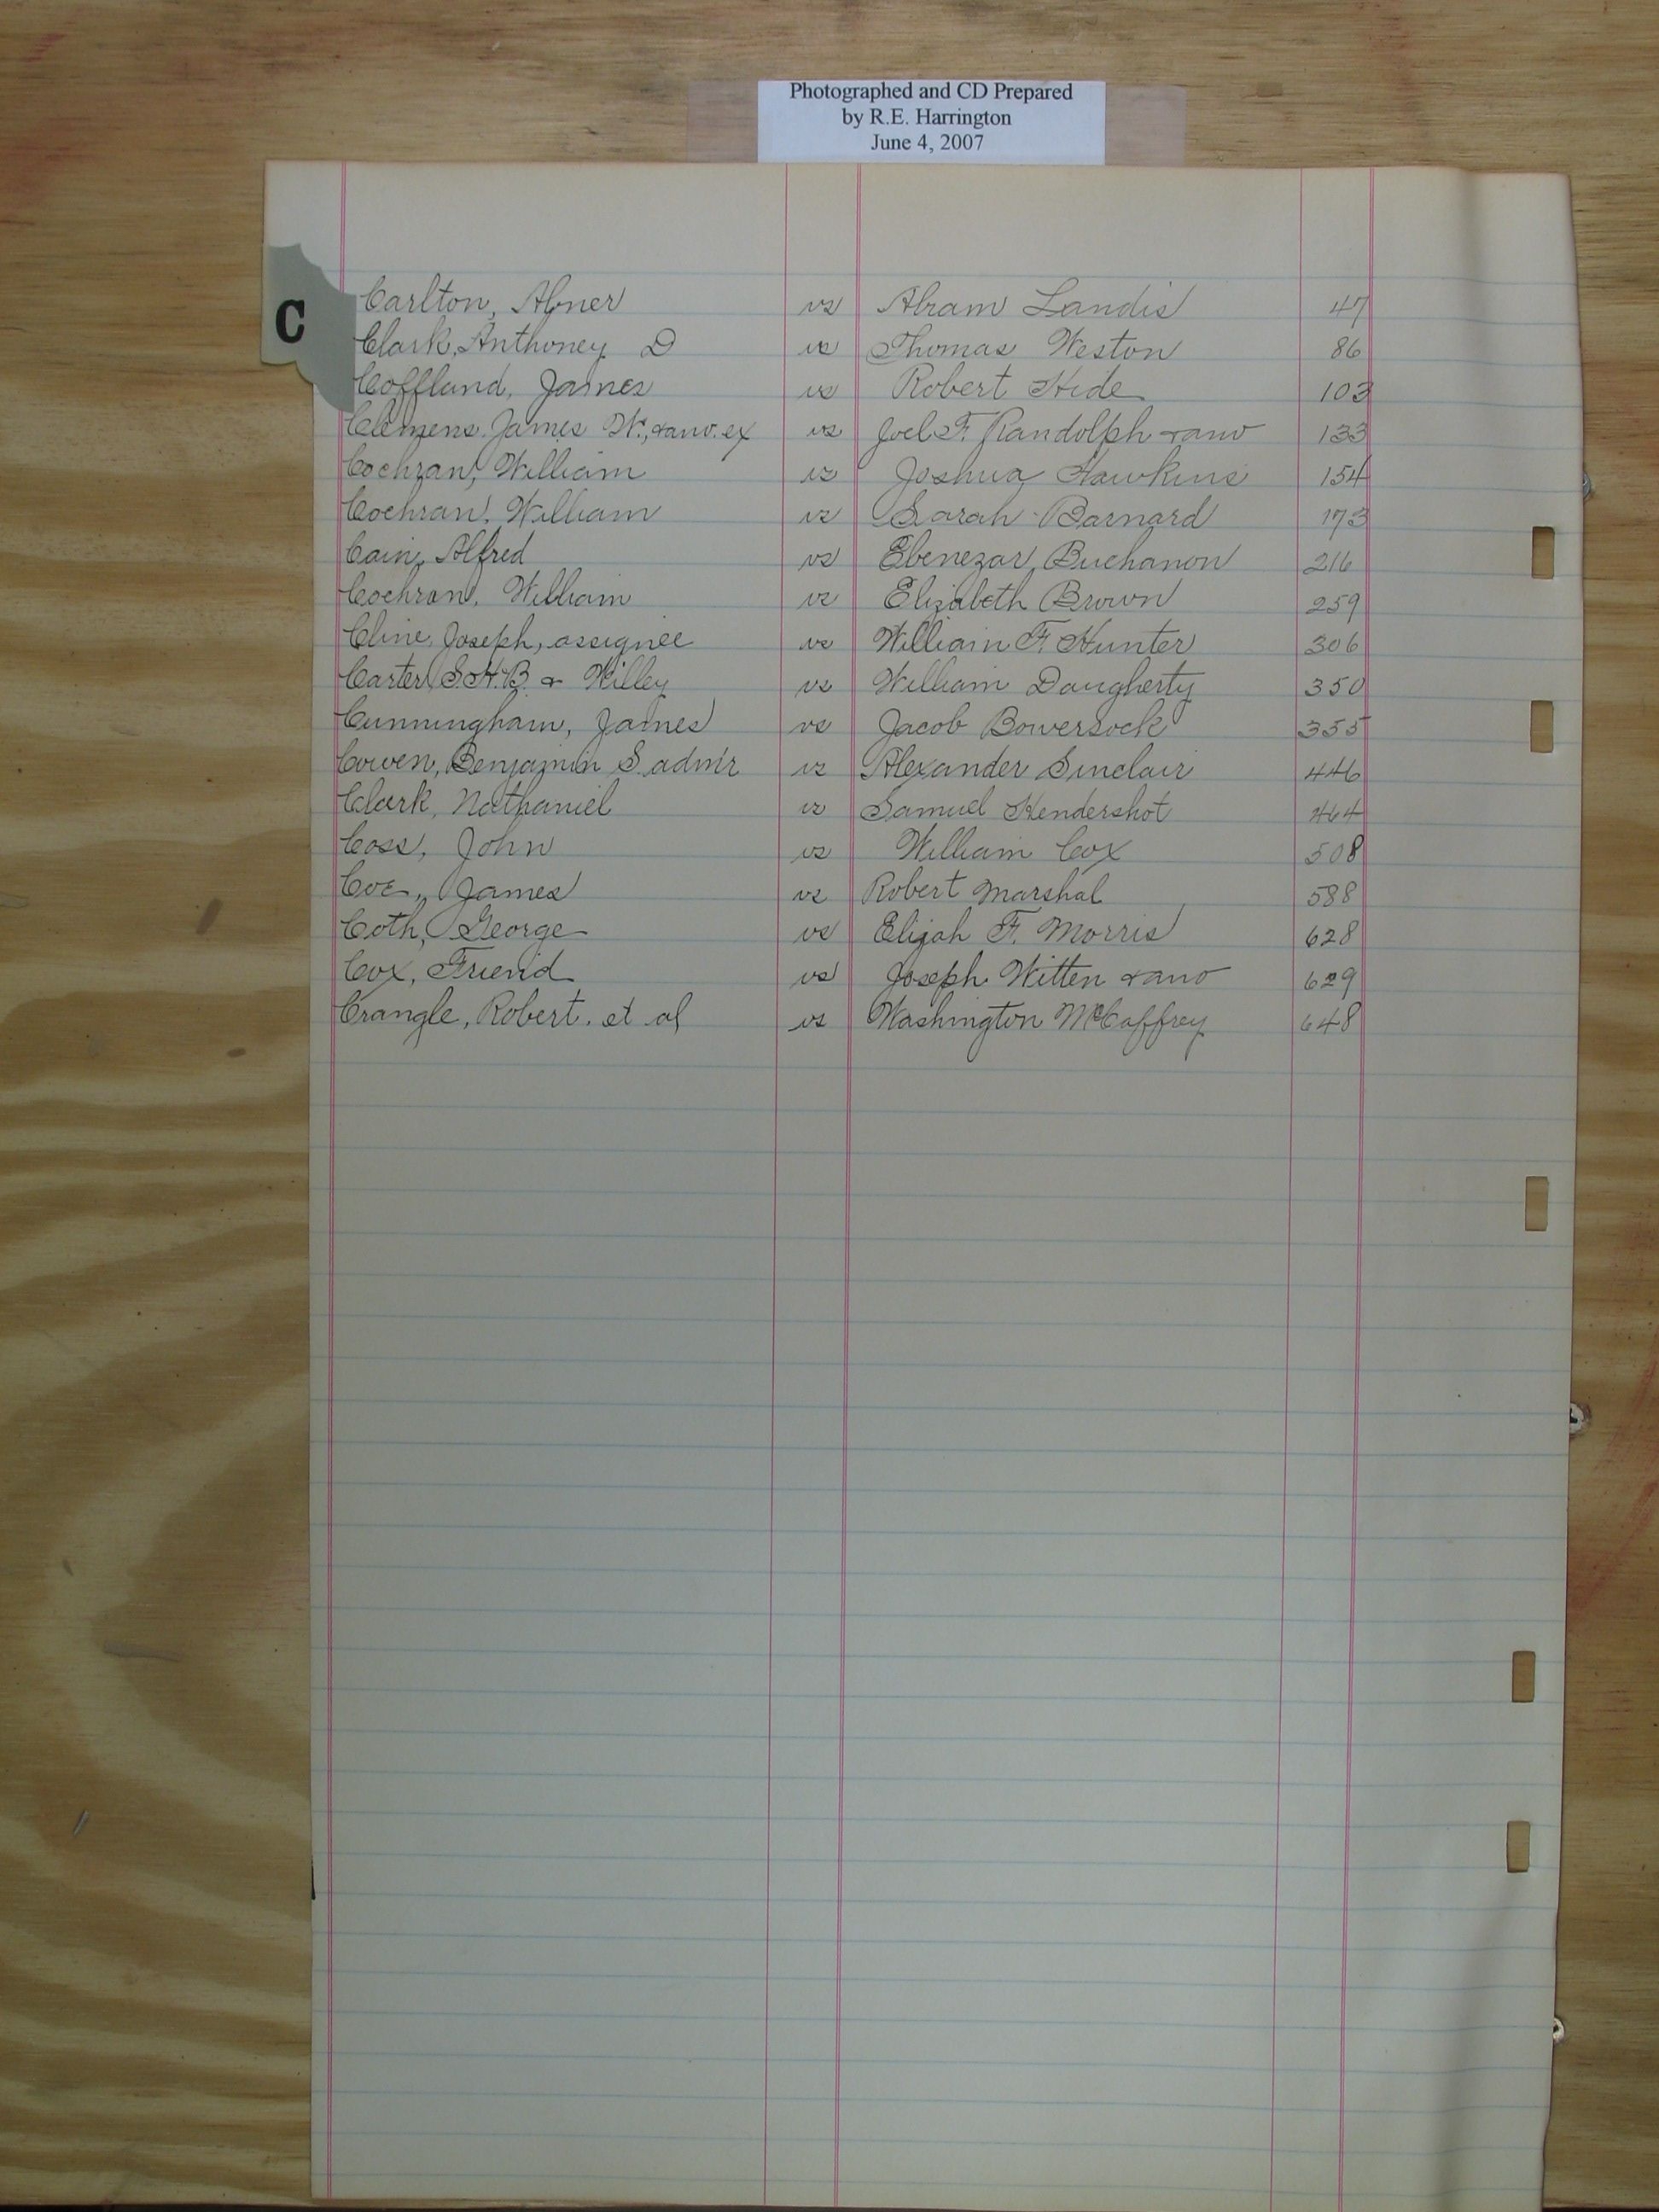 Photographed and CD Prepared
by R.E. Harrington
June 4, 2007
C
Carlton, Abner vs Abram Landis 47
Clark, Anthoney D vs Thomas Weston 86
Coffland, James vs Robert Hide 103
Clemens, James W., & ano. ex vs Joel F. Randolph & ano 133
Cochran, William vs Joshua Hawkins 154
Cochran, William vs Sarah Barnard 173
Cain, Alfred vs Ebenezar Buchanon 216
Cochran, William vs Elizabeth Brown 259
Cline, Joseph, assignee vs William F. Hunter 306
Carter, S.H.B. & Willey vs William Daugherty 350
Cunningham, James vs Jacob Bowersock 355
Cowen, Benjamin S. adm'r vs Alexander Sinclair 446
Clark, Nathaniel vs Samuel Hendershot 464
Coss, John vs William Cox 508
Coe, James vs Robert Marshal 588
Coth, George vs Elijah F. Morris 628
Cox, Friend vs Joseph Witten & ano 629
Crangle, Robert. et al vs Washington McCaffrey 648